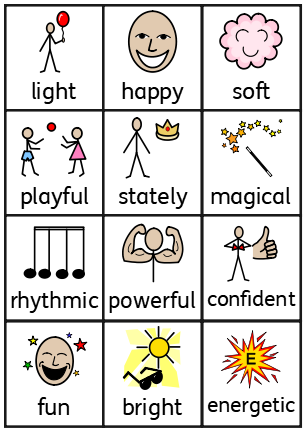 light happy soft
playful stately magical
rhythmic powerful confident
E
fun bright energetic